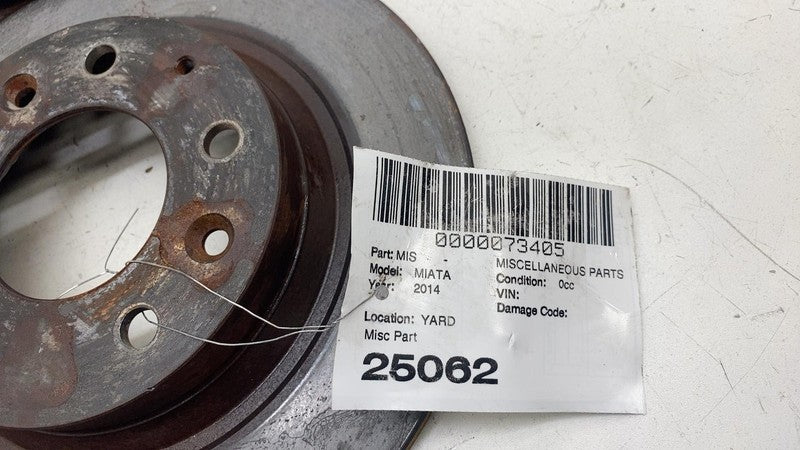 0000073405
Part: MIS - MISCELLANEOUS PARTS
Model: MIATA Condition: 0cc
Year: 2014 VIN:
Damage Code:
Location: YARD
Misc Part
25062